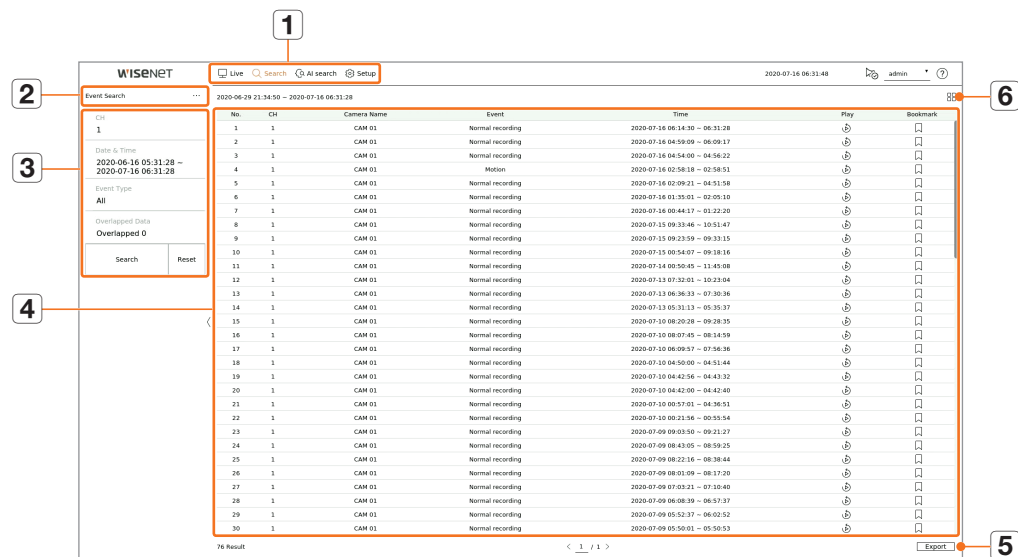 1
WISENET
Live Search AI search Setup
2020-07-16 06:31:48
admin
?
2
Event Search ...
2020-06-29 21:34:50 ~ 2020-07-16 06:31:28
6
3
CH
1
Date & Time
2020-06-16 05:31:28 ~
2020-07-16 06:31:28
Event Type
All
Overlapped Data
Overlapped 0
Search Reset
4
No. CH Camera Name Event Time Play Bookmark
1 1 CAM 01 Normal recording 2020-07-16 06:14:30 ~ 06:31:28
2 1 CAM 01 Normal recording 2020-07-16 04:59:09 ~ 06:09:17
3 1 CAM 01 Normal recording 2020-07-16 04:54:00 ~ 04:56:22
4 1 CAM 01 Motion 2020-07-16 02:58:18 ~ 02:58:51
5 1 CAM 01 Normal recording 2020-07-16 02:09:21 ~ 04:51:58
6 1 CAM 01 Normal recording 2020-07-16 01:35:01 ~ 02:05:10
7 1 CAM 01 Normal recording 2020-07-16 00:44:17 ~ 01:22:20
8 1 CAM 01 Normal recording 2020-07-15 09:33:46 ~ 10:51:47
9 1 CAM 01 Normal recording 2020-07-15 09:23:59 ~ 09:33:15
10 1 CAM 01 Normal recording 2020-07-15 00:54:07 ~ 09:18:16
11 1 CAM 01 Normal recording 2020-07-14 00:50:45 ~ 11:45:08
12 1 CAM 01 Normal recording 2020-07-13 07:32:01 ~ 10:23:04
13 1 CAM 01 Normal recording 2020-07-13 06:36:33 ~ 07:30:36
14 1 CAM 01 Normal recording 2020-07-13 05:31:13 ~ 05:35:37
15 1 CAM 01 Normal recording 2020-07-10 08:20:28 ~ 09:28:35
16 1 CAM 01 Normal recording 2020-07-10 08:07:45 ~ 08:14:59
17 1 CAM 01 Normal recording 2020-07-10 06:09:57 ~ 07:56:36
18 1 CAM 01 Normal recording 2020-07-10 04:50:00 ~ 04:51:44
19 1 CAM 01 Normal recording 2020-07-10 04:42:56 ~ 04:43:32
20 1 CAM 01 Normal recording 2020-07-10 04:42:00 ~ 04:42:40
21 1 CAM 01 Normal recording 2020-07-10 00:57:01 ~ 04:36:51
22 1 CAM 01 Normal recording 2020-07-10 00:21:56 ~ 00:55:54
23 1 CAM 01 Normal recording 2020-07-09 09:03:50 ~ 09:21:27
24 1 CAM 01 Normal recording 2020-07-09 08:43:05 ~ 08:59:25
25 1 CAM 01 Normal recording 2020-07-09 08:22:16 ~ 08:38:44
26 1 CAM 01 Normal recording 2020-07-09 08:01:09 ~ 08:17:20
27 1 CAM 01 Normal recording 2020-07-09 07:03:21 ~ 07:10:40
28 1 CAM 01 Normal recording 2020-07-09 06:08:39 ~ 06:57:37
29 1 CAM 01 Normal recording 2020-07-09 05:52:37 ~ 06:02:52
30 1 CAM 01 Normal recording 2020-07-09 05:50:01 ~ 05:50:53
76 Result < 1 / 1 > Export
5